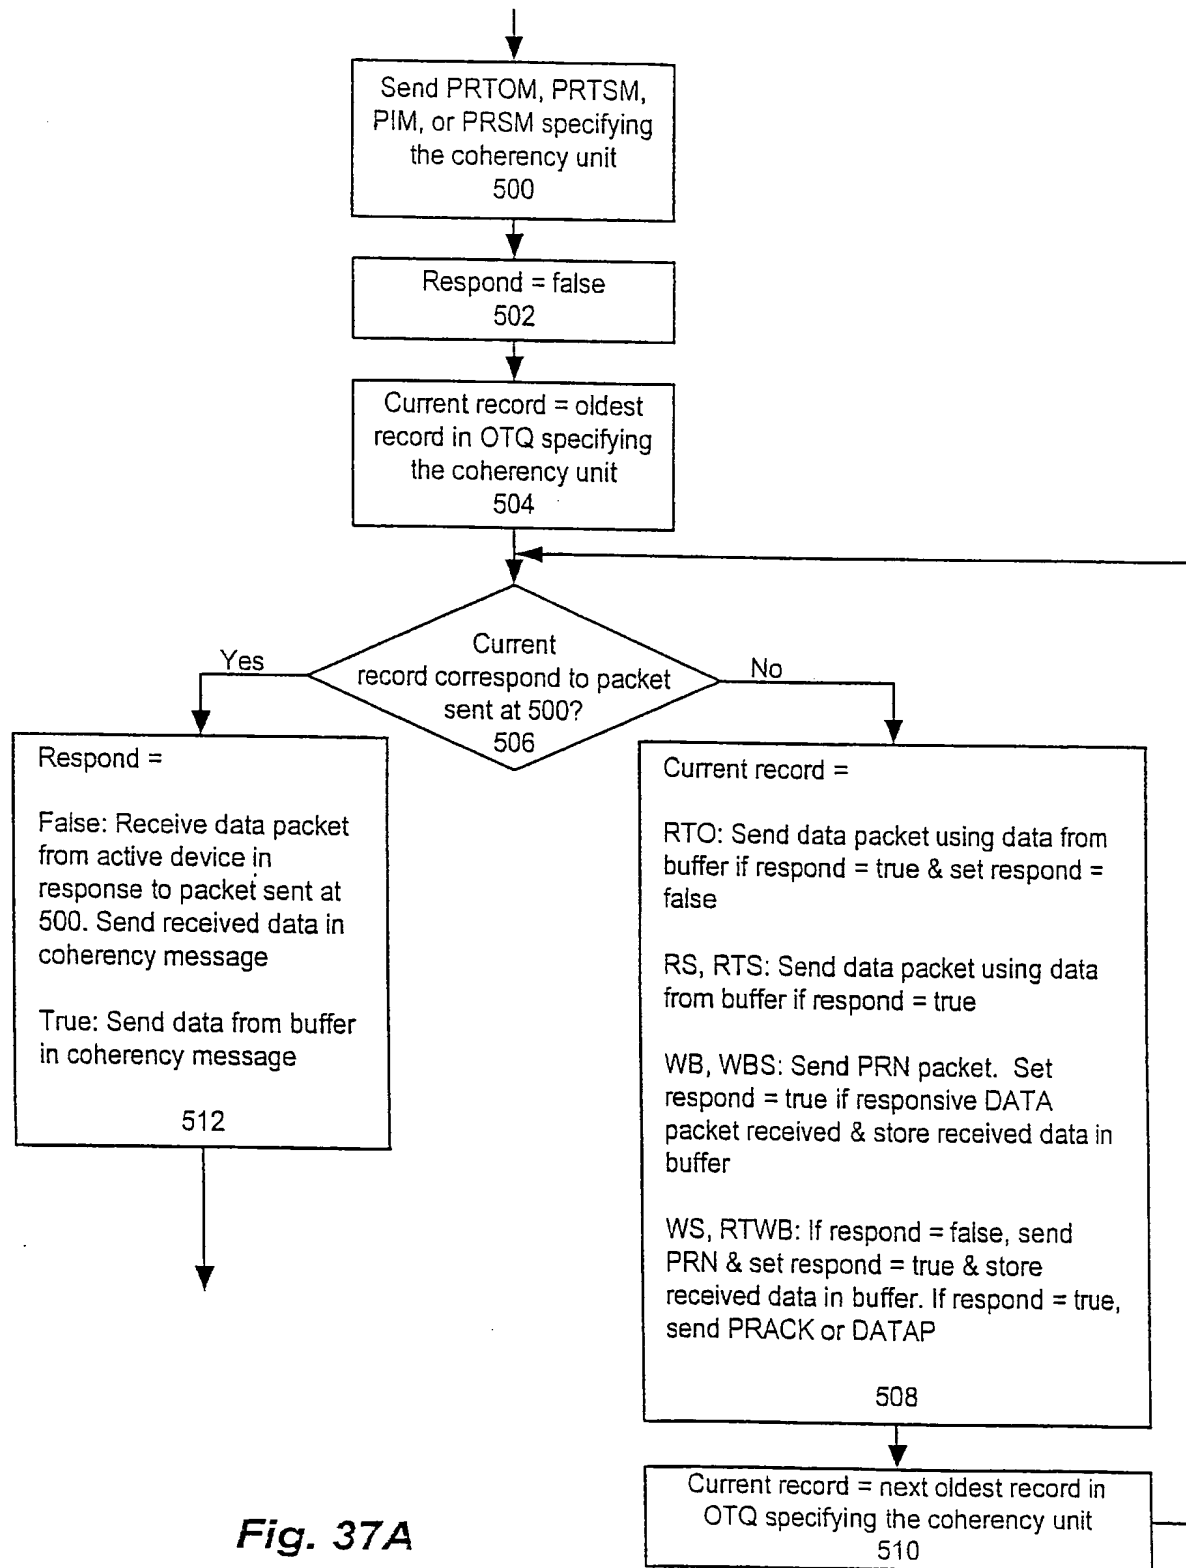 Send PRTOM, PRTSM,
PIM, or PRSM specifying
the coherency unit
500
Respond = false
502
Current record = oldest
record in OTQ specifying
the coherency unit
504
Current
record correspond to packet
sent at 500?
506
Yes
No
Respond =
False: Receive data packet
from active device in
response to packet sent at
500. Send received data in
coherency message
True: Send data from buffer
in coherency message
512
Current record =
RTO: Send data packet using data from
buffer if respond = true & set respond =
false
RS, RTS: Send data packet using data
from buffer if respond = true
WB, WBS: Send PRN packet. Set
respond = true if responsive DATA
packet received & store received data in
buffer
WS, RTWB: If respond = false, send
PRN & set respond = true & store
received data in buffer. If respond = true,
send PRACK or DATAP
508
Current record = next oldest record in
OTQ specifying the coherency unit
510
Fig. 37A